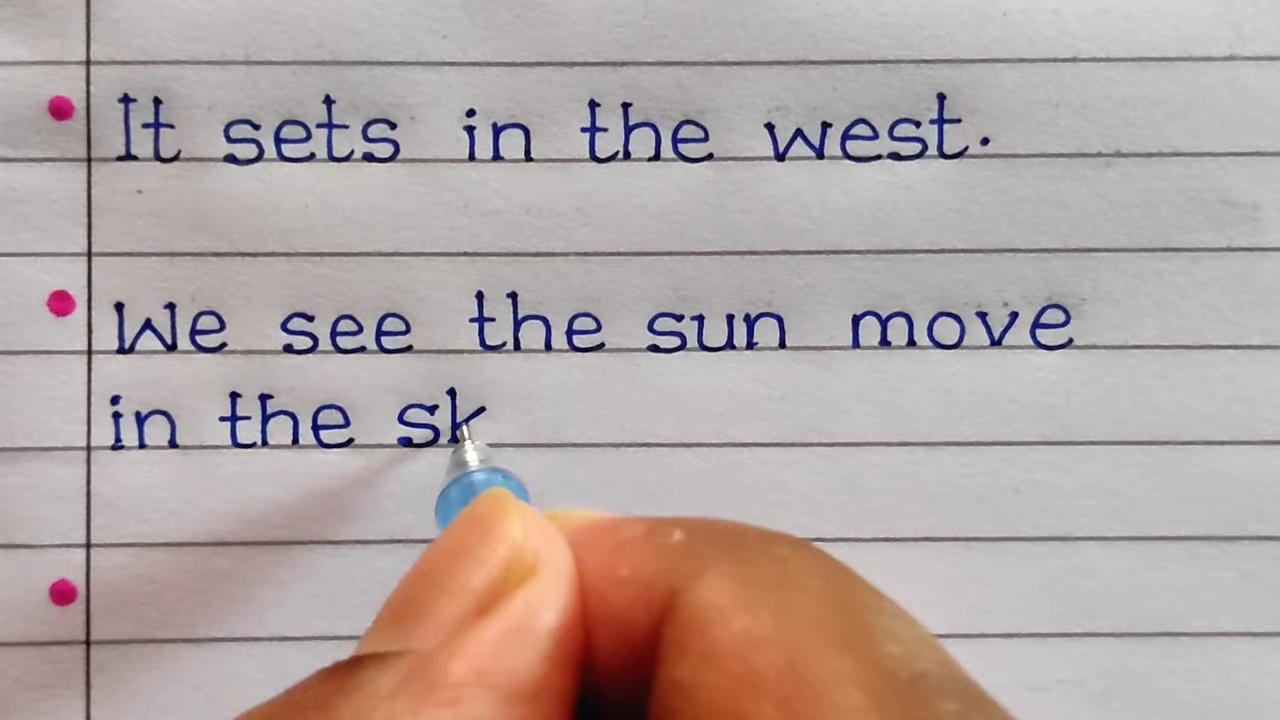 It sets in the west.
We see the sun move
in the sk